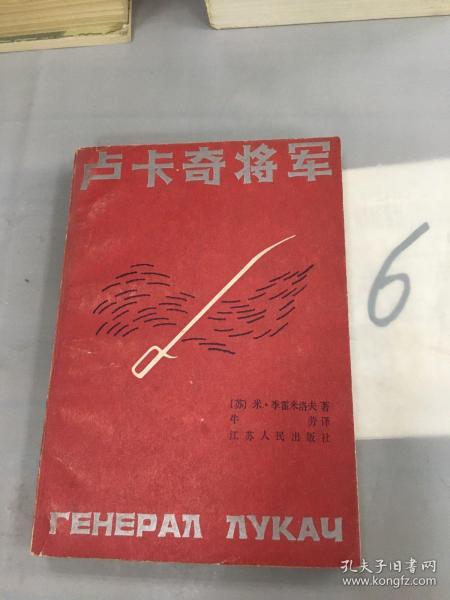 卢卡奇将军
6
〔苏〕米·季霍米洛夫 著
牛 劳 译
江苏人民出版社
ГЕНЕРАЛ ЛУКАЧ
孔夫子旧书网
www.kongfz.com